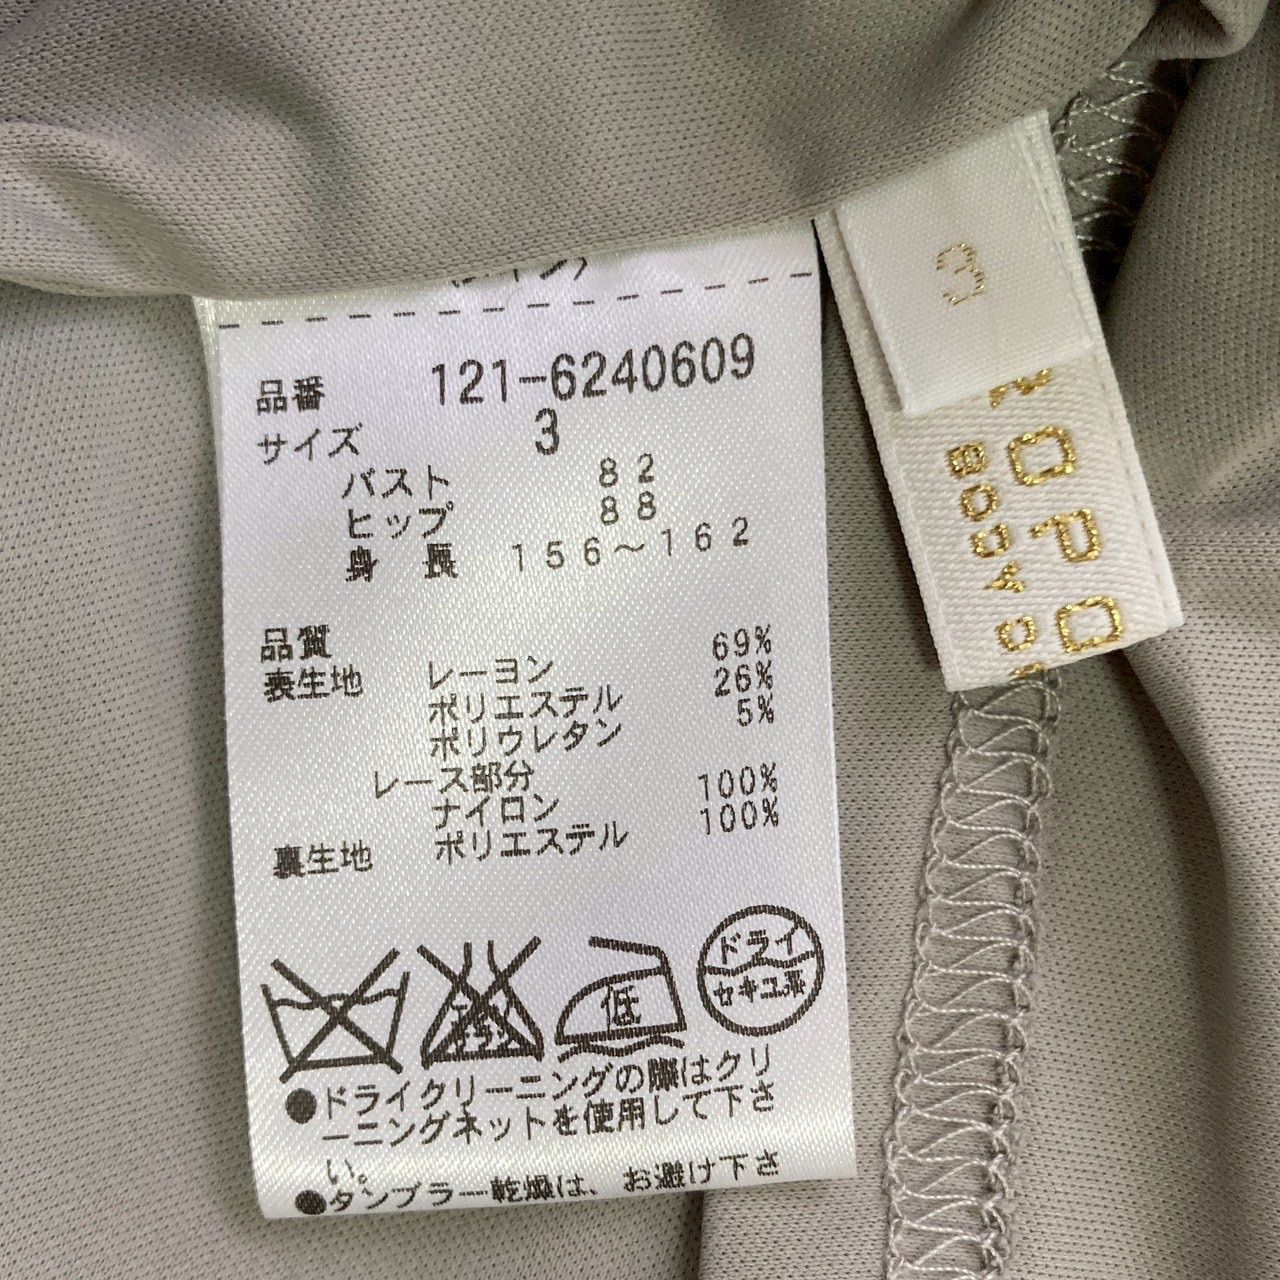 品番 121-6240609
サイズ 3
バスト 82
ヒップ 88
身 長 156～162
品質
表生地 レーヨン 69%
ポリエステル 26%
ポリウレタン 5%
レース部分
ナイロン 100%
裏生地 ポリエステル 100%
低
ドライ
セキユ系
●ドライクリーニングの際はクリ
ーニングネットを使用して下さ
い。
●タンブラー乾燥は、お避け下さ
3
OPO
BODY